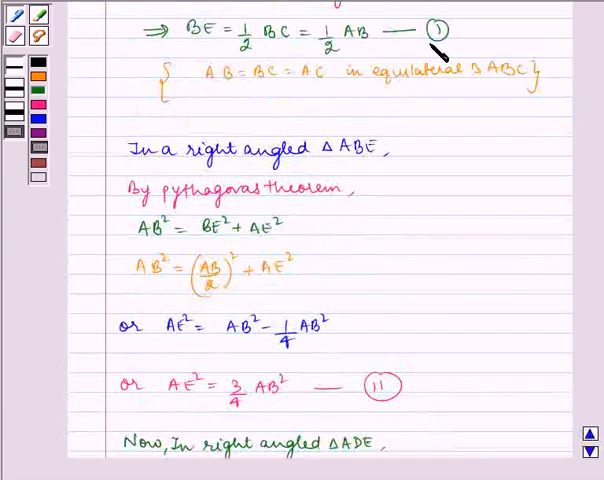 ⇒ BE = 1/2 BC = 1/2 AB —— (1)
{ AB = BC = AC in equilateral Δ ABC }
In a right angled Δ ABE,
By pythagoras theorem,
AB² = BE² + AE²
AB² = (AB/2)² + AE²
or AE² = AB² - 1/4 AB²
or AE² = 3/4 AB² —— (11)
Now, In right angled Δ ADE,